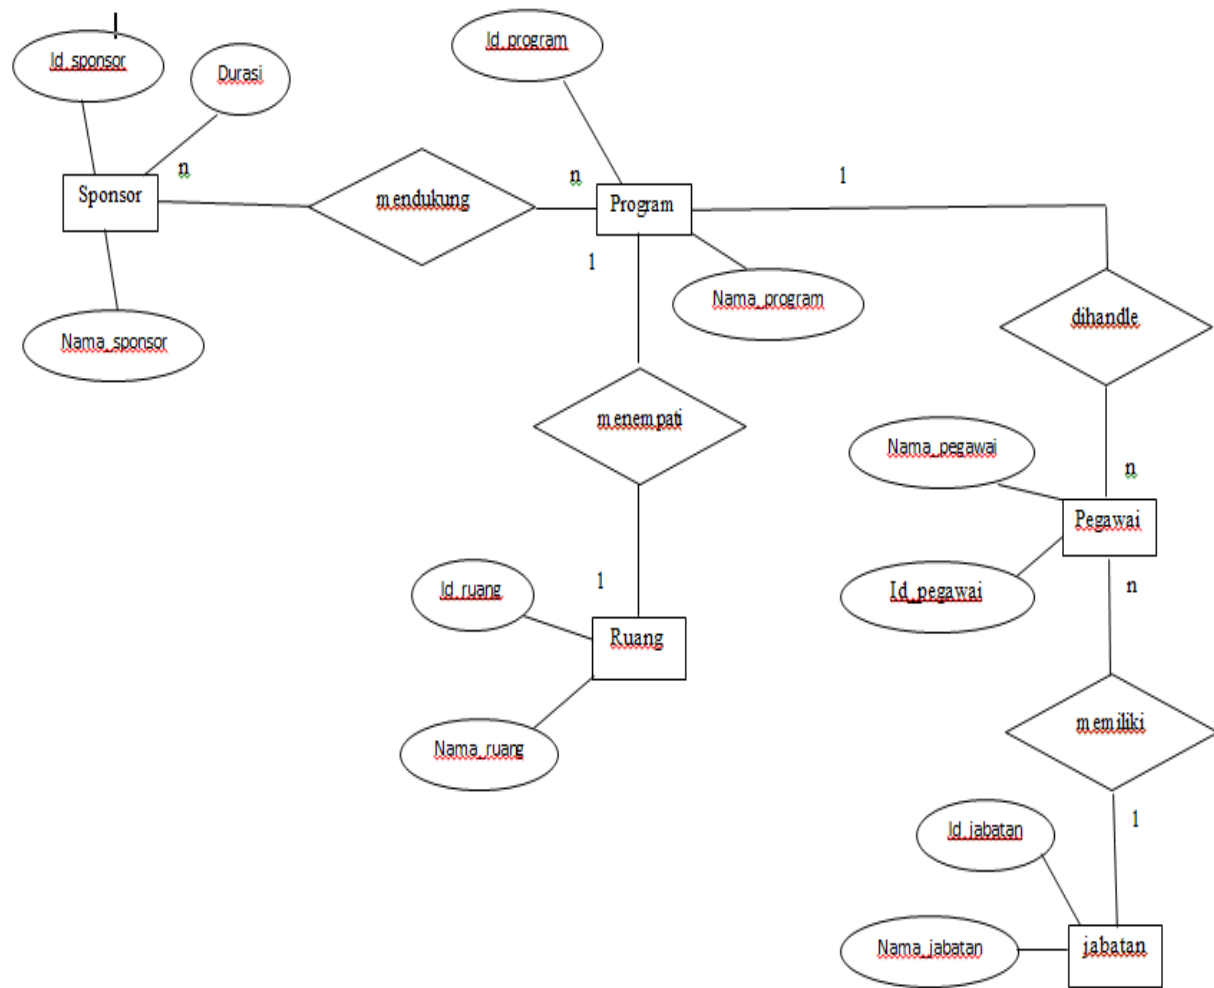 Id_sponsor
Durasi
Id_program
n
Sponsor
mendukung
n
Program
1
1
Nama_program
Nama_sponsor
dihandle
menempati
Nama_pegawai
n
Pegawai
Id_pegawai
n
1
Id_ruang
Ruang
Nama_ruang
memiliki
1
Id_jabatan
Nama_jabatan
jabatan